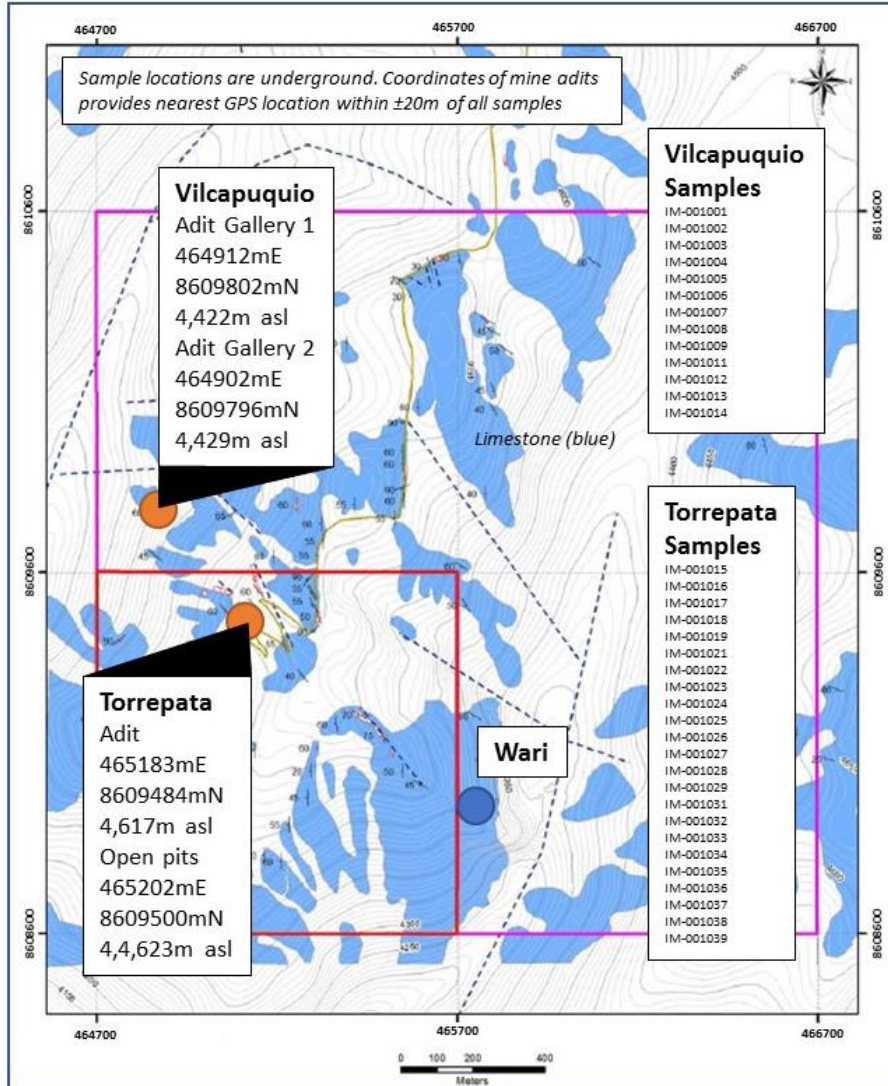 464700
465700
466700
Sample locations are underground. Coordinates of mine adits
provides nearest GPS location within ±20m of all samples
8610600
8610600
Vilcapuquio
Adit Gallery 1
464912mE
8609802mN
4,422m asl
Adit Gallery 2
464902mE
8609796mN
4,429m asl
Vilcapuquio
Samples
IM-001001
IM-001002
IM-001003
IM-001004
IM-001005
IM-001006
IM-001007
IM-001008
IM-001009
IM-001011
IM-001012
IM-001013
IM-001014
Limestone (blue)
8609600
8609600
Torrepata
Samples
IM-001015
IM-001016
IM-001017
IM-001018
IM-001019
IM-001021
IM-001022
IM-001023
IM-001024
IM-001025
IM-001026
IM-001027
IM-001028
IM-001029
IM-001031
IM-001032
IM-001033
IM-001034
IM-001035
IM-001036
IM-001037
IM-001038
IM-001039
Torrepata
Adit
465183mE
8609484mN
4,617m asl
Open pits
465202mE
8609500mN
4,4,623m asl
Wari
8608600
8608600
464700
465700
466700
0 100 200 400
Meters